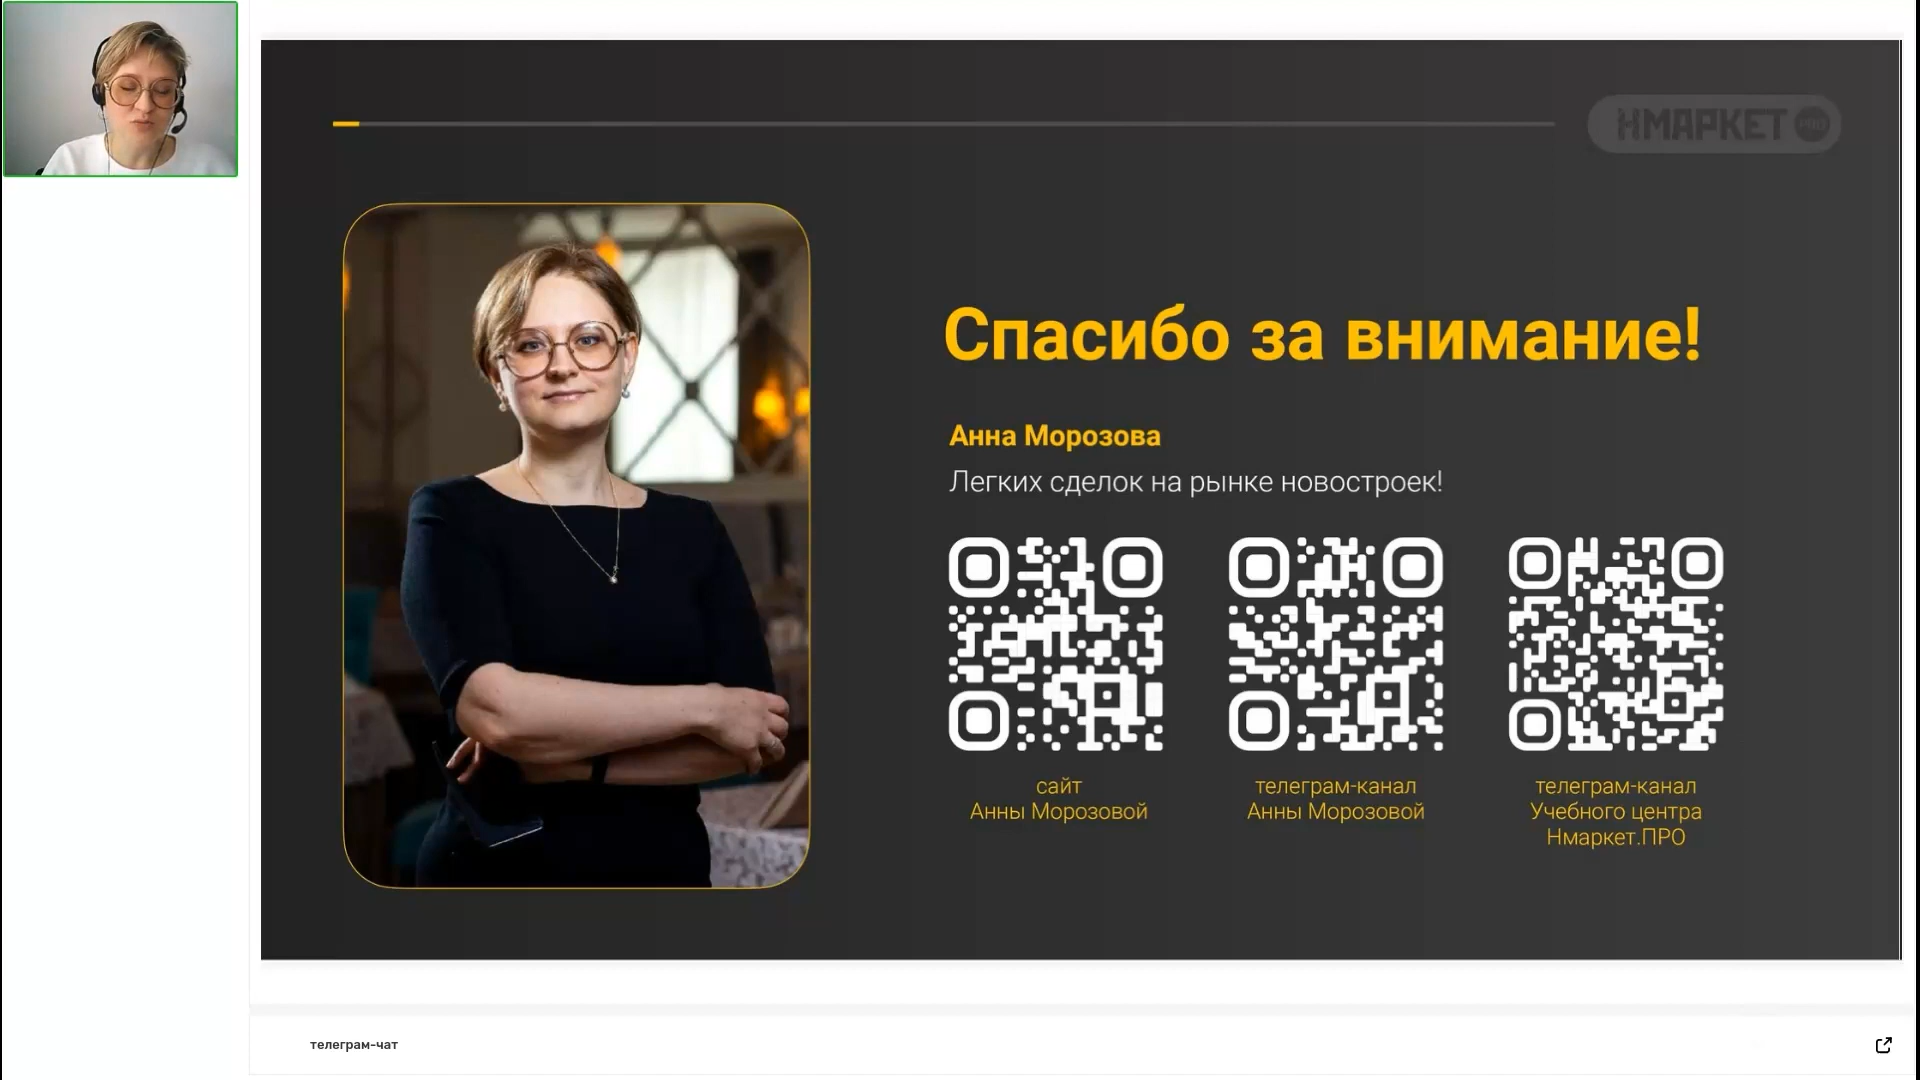 НМАРКЕТ ПРО
Спасибо за внимание!
Анна Морозова
Легких сделок на рынке новостроек!
сайт
Анны Морозовой
телеграм-канал
Анны Морозовой
телеграм-канал
Учебного центра
Нмаркет.ПРО
телеграм-чат